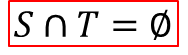 S ∩ T = ∅